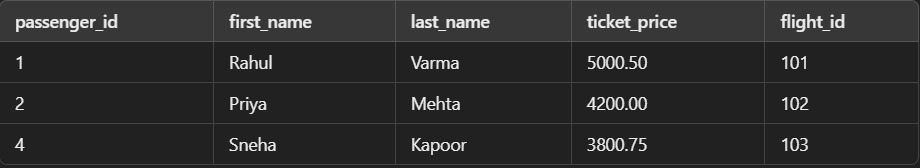 passenger_id first_name last_name ticket_price flight_id
1 Rahul Varma 5000.50 101
2 Priya Mehta 4200.00 102
4 Sneha Kapoor 3800.75 103